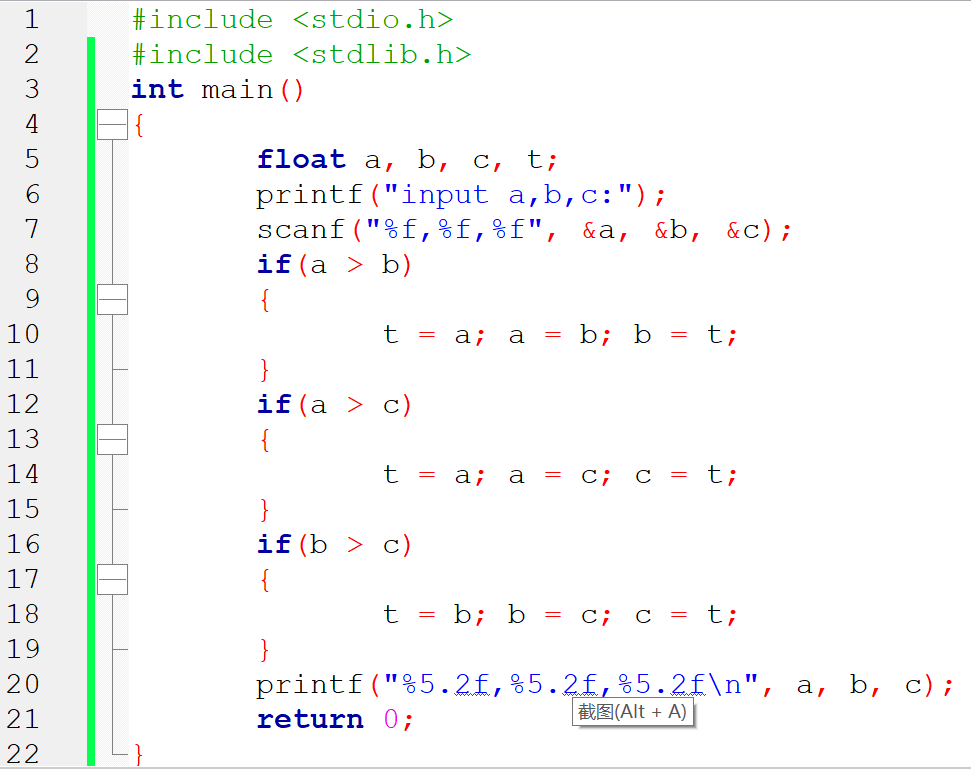 1 #include <stdio.h>
2 #include <stdlib.h>
3 int main()
4 {
5 float a, b, c, t;
6 printf("input a,b,c:");
7 scanf("%f,%f,%f", &a, &b, &c);
8 if(a > b)
9 {
10 t = a; a = b; b = t;
11 }
12 if(a > c)
13 {
14 t = a; a = c; c = t;
15 }
16 if(b > c)
17 {
18 t = b; b = c; c = t;
19 }
20 printf("%5.2f,%5.2f,%5.2f\n", a, b, c);
截图(Alt + A)
21 return 0;
22 }